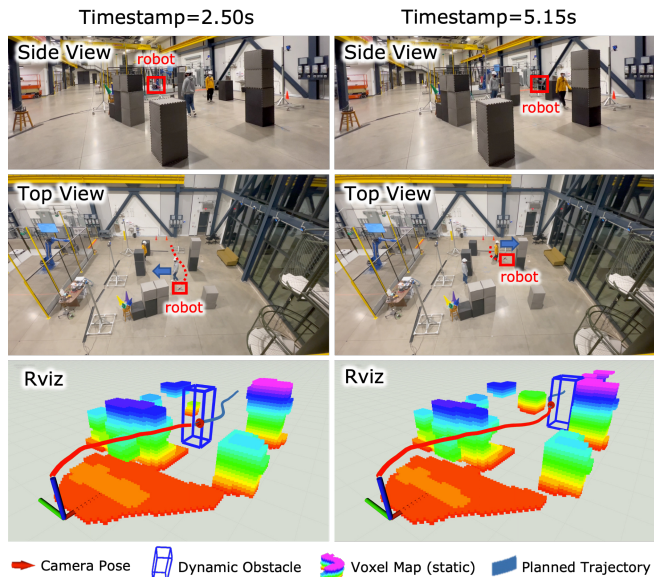 Timestamp=2.50s
Timestamp=5.15s
Side View
robot
Side View
robot
Top View
robot
Top View
robot
Rviz
Rviz
Camera Pose
Dynamic Obstacle
Voxel Map (static)
Planned Trajectory